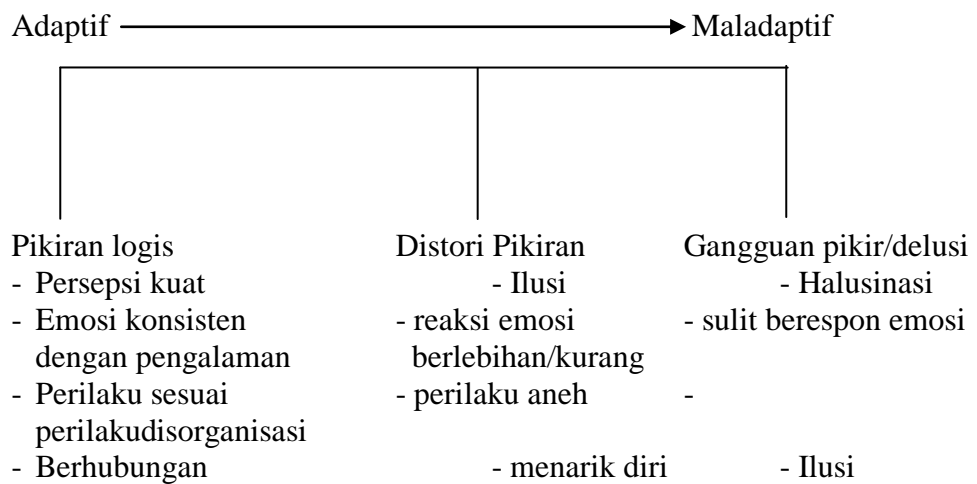 Adaptif Maladaptif
Pikiran logis Distori Pikiran Gangguan pikir/delusi
- Persepsi kuat - Ilusi - Halusinasi
- Emosi konsisten - reaksi emosi - sulit berespon emosi
dengan pengalaman berlebihan/kurang
- Perilaku sesuai - perilaku aneh -
perilakudisorganisasi
- Berhubungan - menarik diri - Ilusi